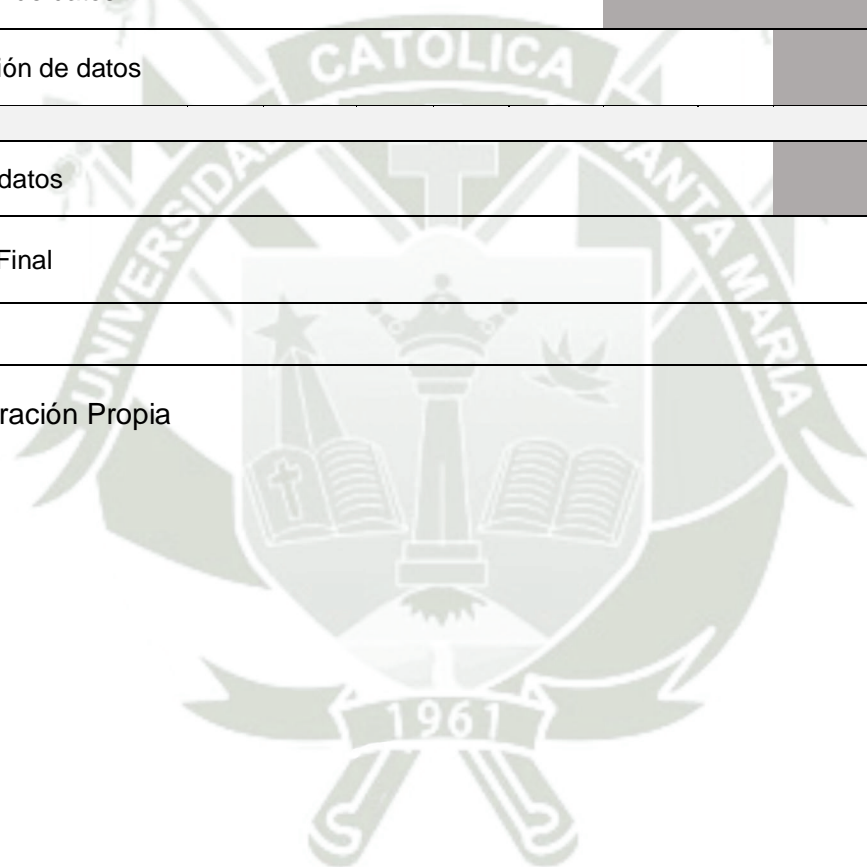 ión de datos
datos
Final
ración Propia
UNIVERSIDAD CATOLICA SANTA MARIA
1961